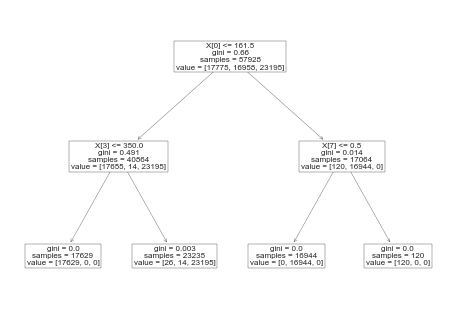 X[0] <= 161.5
gini = 0.66
samples = 57928
value = [17775, 16958, 23195]
X[3] <= 350.0
gini = 0.491
samples = 40864
value = [17655, 14, 23195]
X[7] <= 0.5
gini = 0.014
samples = 17064
value = [120, 16944, 0]
gini = 0.0
samples = 17629
value = [17629, 0, 0]
gini = 0.003
samples = 23235
value = [26, 14, 23195]
gini = 0.0
samples = 16944
value = [0, 16944, 0]
gini = 0.0
samples = 120
value = [120, 0, 0]